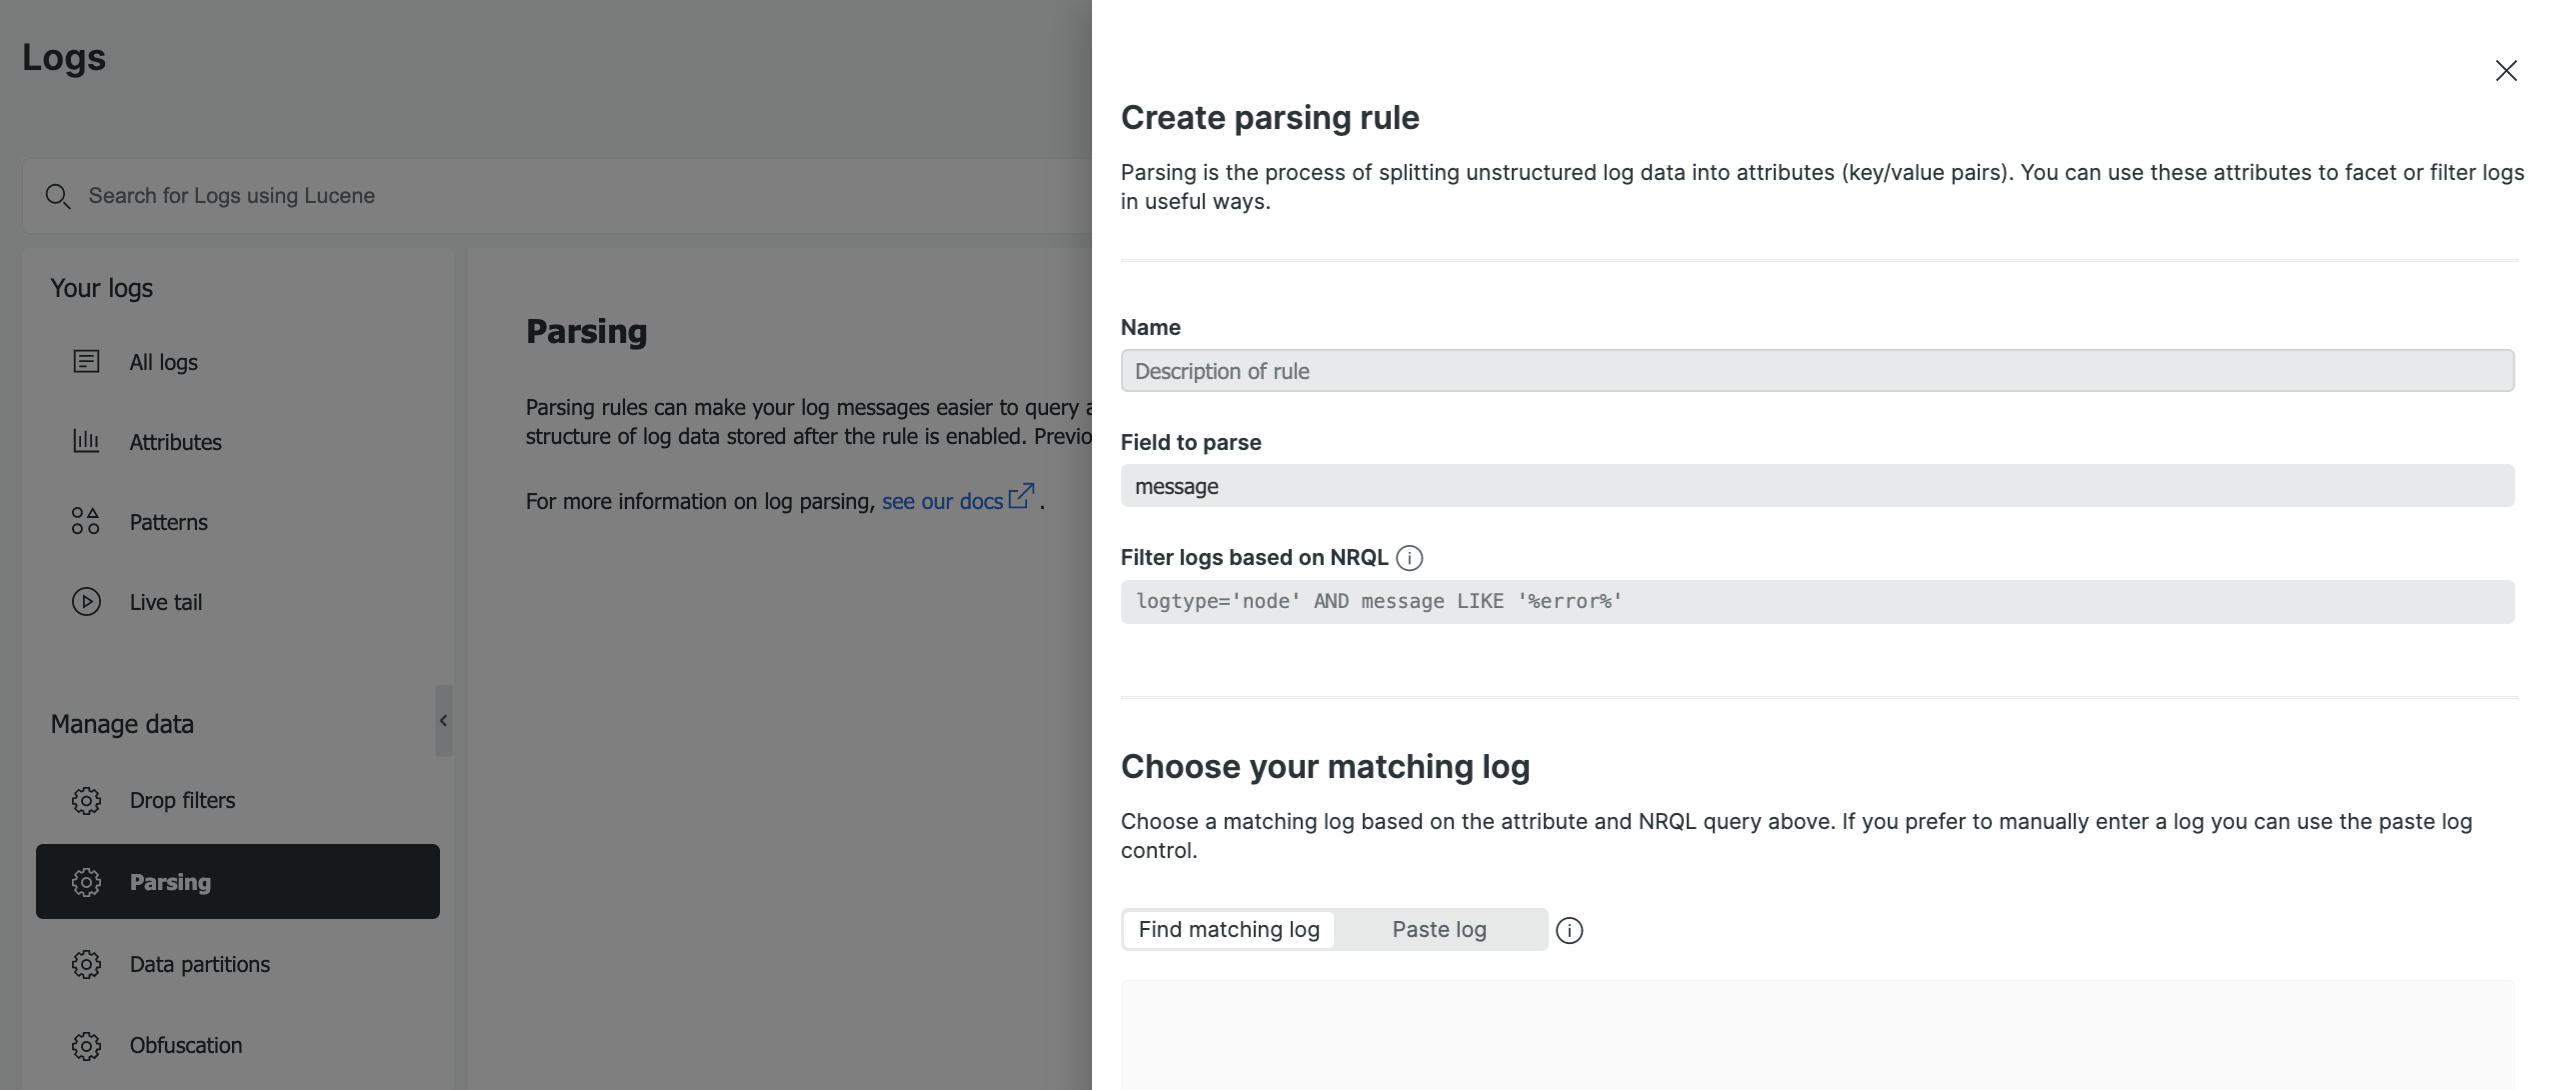 Logs
Search for Logs using Lucene
Your logs
All logs
Attributes
Patterns
Live tail
Manage data
Drop filters
Parsing
Data partitions
Obfuscation
Parsing
Parsing rules can make your log messages easier to query
structure of log data stored after the rule is enabled.
For more information on log parsing, see our docs .
Create parsing rule
Parsing is the process of splitting unstructured log data into attributes (key/value pairs). You can use these attributes to facet or filter logs
in useful ways.
Name
Description of rule
Field to parse
message
Filter logs based on NRQL
logtype='node' AND message LIKE '%error%'
Choose your matching log
Choose a matching log based on the attribute and NRQL query above. If you prefer to manually enter a log you can use the paste log
control.
Find matching log
Paste log